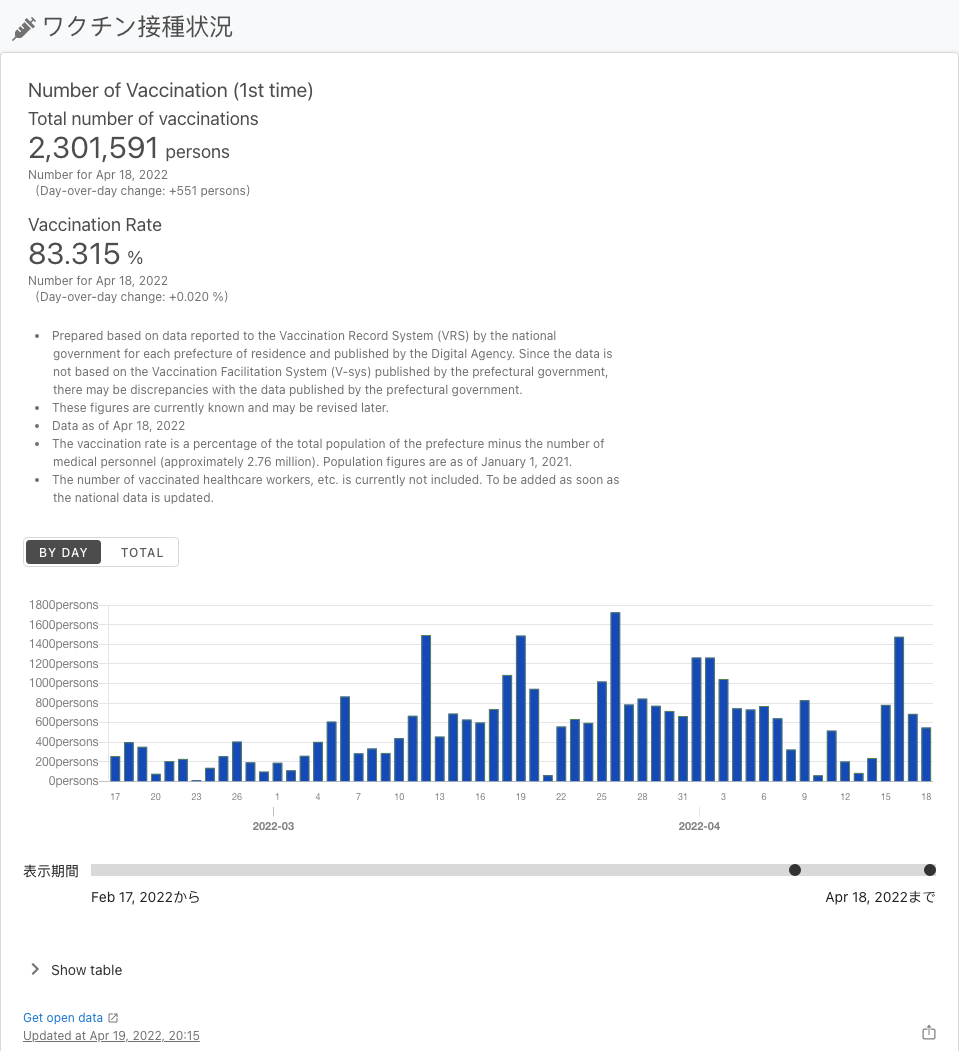 ワクチン接種状況
Number of Vaccination (1st time)
Total number of vaccinations
2,301,591 persons
Number for Apr 18, 2022
(Day-over-day change: +551 persons)
Vaccination Rate
83.315 %
Number for Apr 18, 2022
(Day-over-day change: +0.020 %)
• Prepared based on data reported to the Vaccination Record System (VRS) by the national
government for each prefecture of residence and published by the Digital Agency. Since the data is
not based on the Vaccination Facilitation System (V-sys) published by the prefectural government,
there may be discrepancies with the data published by the prefectural government.
• These figures are currently known and may be revised later.
• Data as of Apr 18, 2022
• The vaccination rate is a percentage of the total population of the prefecture minus the number of
medical personnel (approximately 2.76 million). Population figures are as of January 1, 2021.
• The number of vaccinated healthcare workers, etc. is currently not included. To be added as soon as
the national data is updated.
BY DAY TOTAL
1800persons
1600persons
1400persons
1200persons
1000persons
800persons
600persons
400persons
200persons
0persons
17 20 23 26 1 4 7 10 13 16 19 22 25 28 31 3 6 9 12 15 18
2022-03 2022-04
表示期間
Feb 17, 2022から Apr 18, 2022まで
Show table
Get open data
Updated at Apr 19, 2022, 20:15